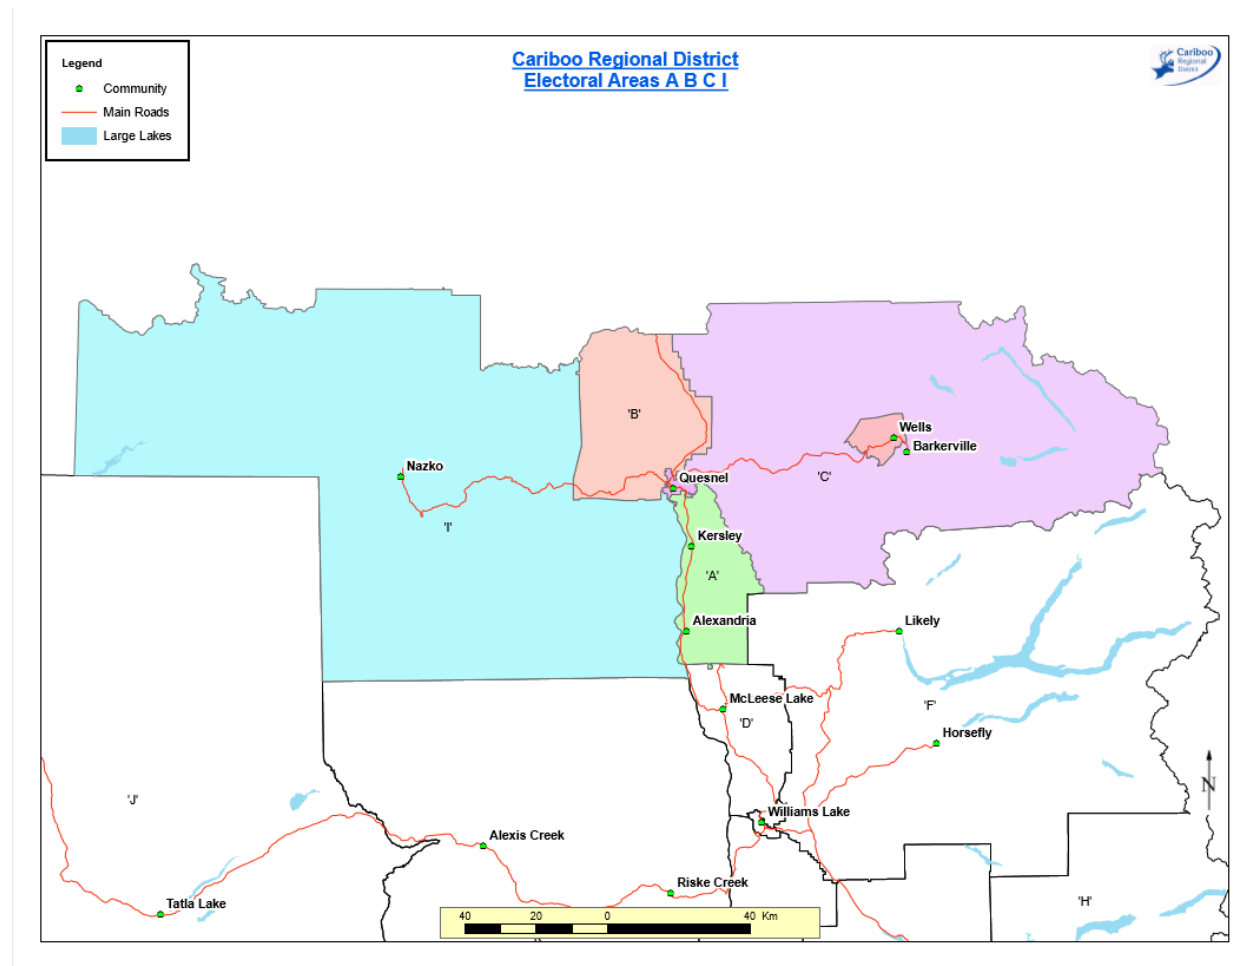 Legend
Community
Main Roads
Large Lakes
Cariboo Regional District
Electoral Areas A B C I
Cariboo
Regional
District
'B'
Wells
Barkerville
Nazko
Quesnel
'C'
'I'
Kersley
'A'
Alexandria
Likely
McLeese Lake
'D'
'F'
Horsefly
N
'J'
Williams Lake
Alexis Creek
Riske Creek
Tatla Lake
'H'
40 20 0 40 Km